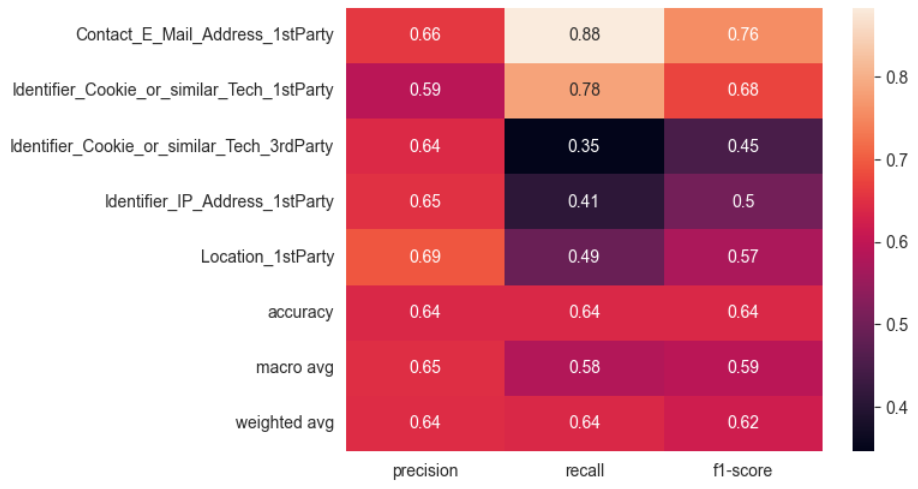 Contact_E_Mail_Address_1stParty 0.66 0.88 0.76
Identifier_Cookie_or_similar_Tech_1stParty 0.59 0.78 0.68
Identifier_Cookie_or_similar_Tech_3rdParty 0.64 0.35 0.45
Identifier_IP_Address_1stParty 0.65 0.41 0.5
Location_1stParty 0.69 0.49 0.57
accuracy 0.64 0.64 0.64
macro avg 0.65 0.58 0.59
weighted avg 0.64 0.64 0.62
precision recall f1-score
0.8
0.7
0.6
0.5
0.4